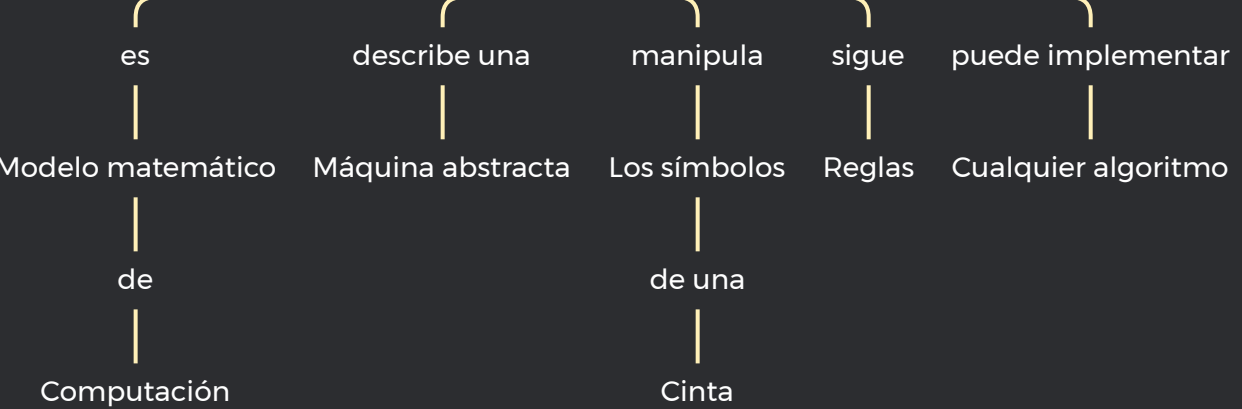 es
describe una
manipula
sigue
puede implementar
Modelo matemático
Máquina abstracta
Los símbolos
Reglas
Cualquier algoritmo
de
de una
Computación
Cinta